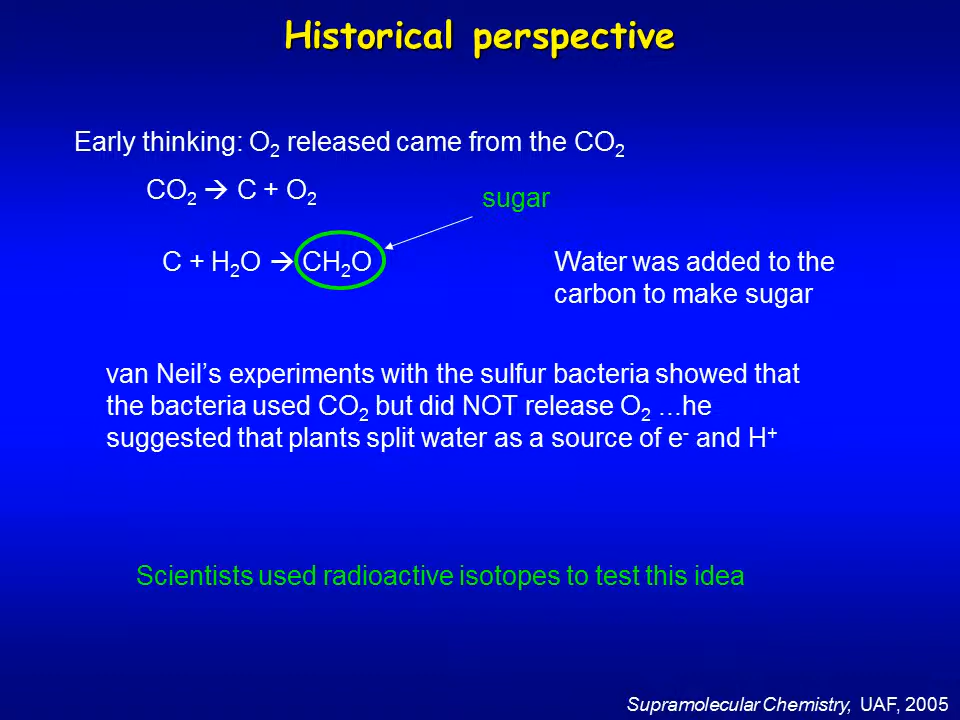 Historical perspective
Early thinking: O₂ released came from the CO₂
CO₂ → C + O₂
sugar
C + H₂O → CH₂O
Water was added to the
carbon to make sugar
van Neil’s experiments with the sulfur bacteria showed that
the bacteria used CO₂ but did NOT release O₂ ...he
suggested that plants split water as a source of e⁻ and H⁺
Scientists used radioactive isotopes to test this idea
Supramolecular Chemistry, UAF, 2005